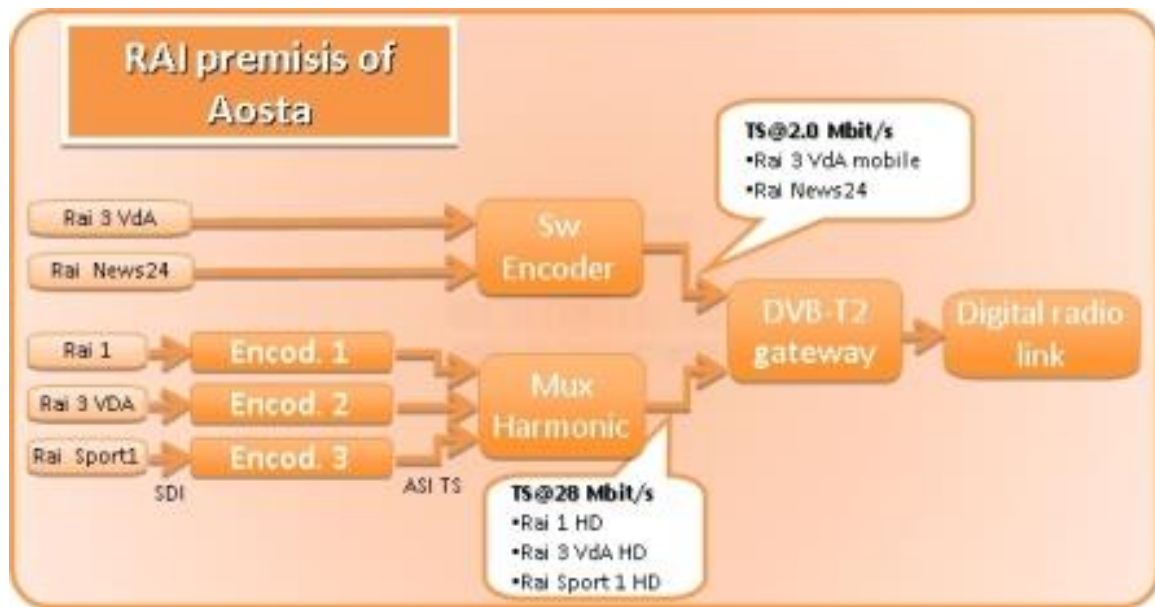 RAI premisis of
Aosta
TS@2.0 Mbit/s
•Rai 3 VdA mobile
•Rai News24
Rai 3 VdA
Rai News24
Sw
Encoder
Rai 1
Encod. 1
Rai 3 VDA
Encod. 2
Rai Sport1
Encod. 3
SDI
ASI TS
Mux
Harmonic
DVB-T2
gateway
Digital radio
link
TS@28 Mbit/s
•Rai 1 HD
•Rai 3 VdA HD
•Rai Sport 1 HD